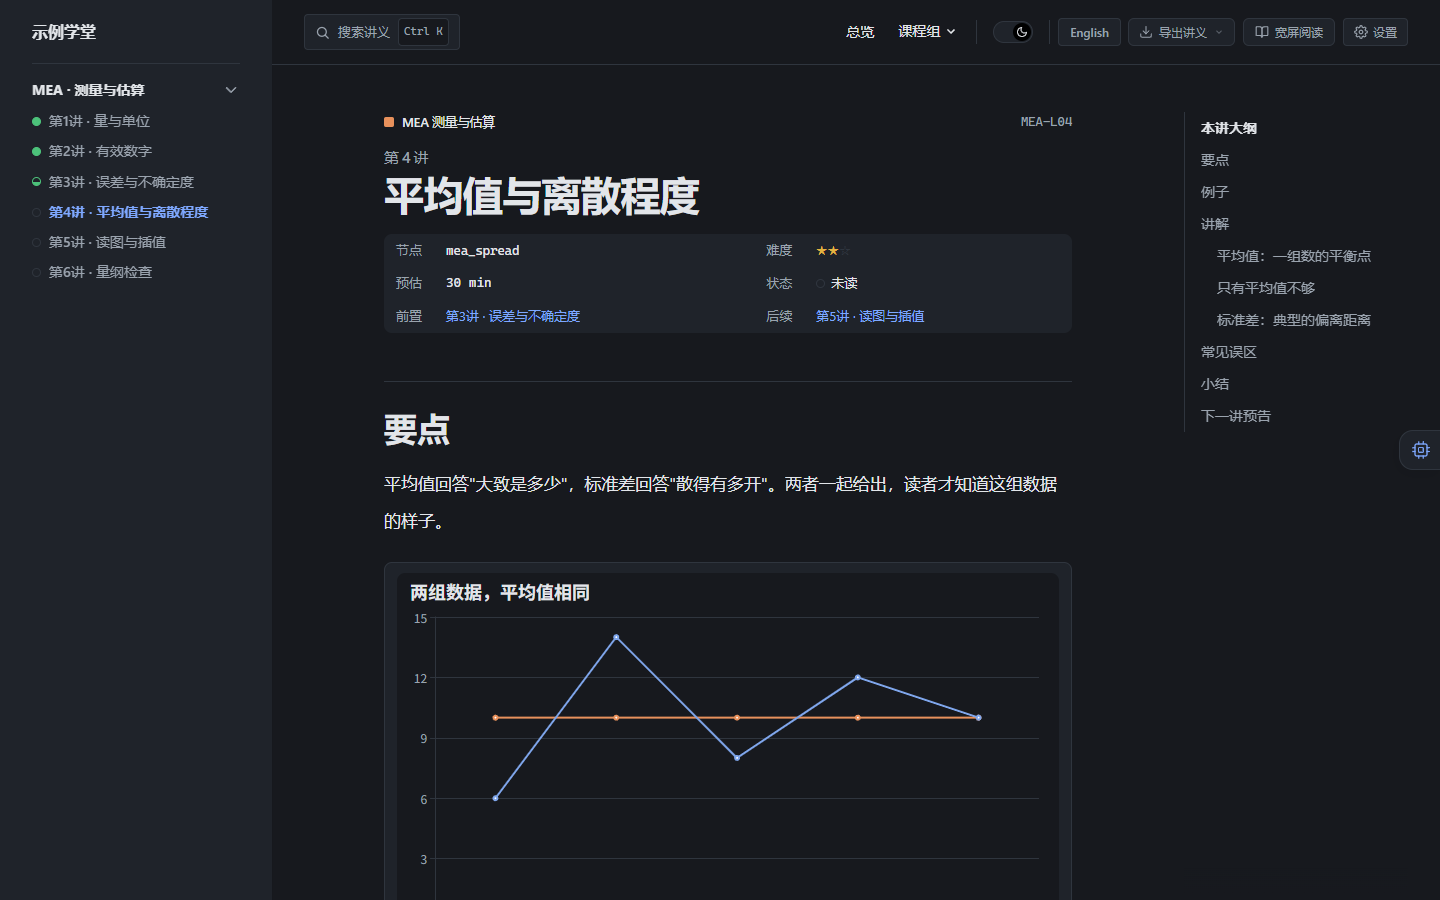 示例学堂
搜索讲义 Ctrl K
总览 课程组
English
导出讲义
宽屏阅读
设置
MEA · 测量与估算
第1讲 · 量与单位
第2讲 · 有效数字
第3讲 · 误差与不确定度
第4讲 · 平均值与离散程度
第5讲 · 读图与插值
第6讲 · 量纲检查
MEA 测量与估算 MEA-L04
第 4 讲
平均值与离散程度
节点 mea_spread 难度 ★★☆
预估 30 min 状态 未读
前置 第3讲 · 误差与不确定度 后续 第5讲 · 读图与插值
要点
平均值回答"大致是多少"，标准差回答"散得有多开"。两者一起给出，读者才知道这组数据
的样子。
两组数据，平均值相同
15
12
9
6
3
本讲大纲
要点
例子
讲解
平均值：一组数的平衡点
只有平均值不够
标准差：典型的偏离距离
常见误区
小结
下一讲预告